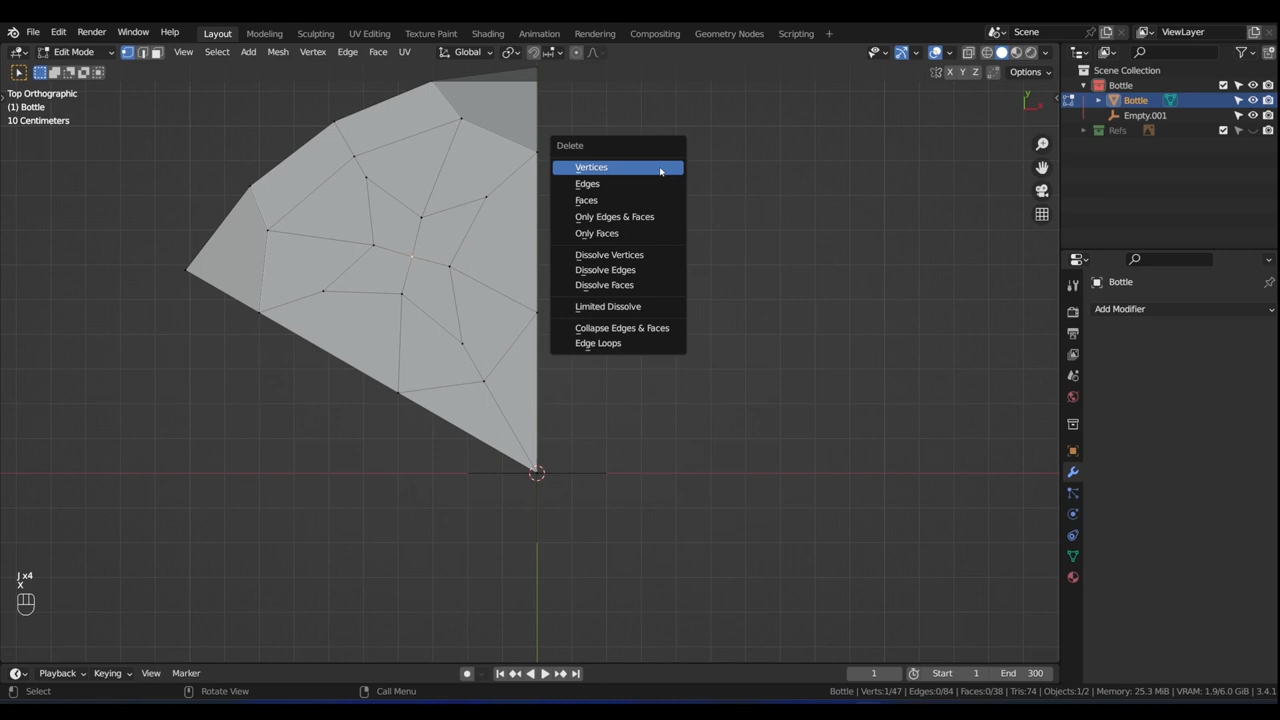 File Edit Render Window Help Layout Modeling Sculpting UV Editing Texture Paint Shading Animation Rendering Compositing Geometry Nodes Scripting + Scene ViewLayer
Edit Mode View Select Add Mesh Vertex Edge Face UV Global
X Y Z Options
Top Orthographic
(1) Bottle
10 Centimeters
Delete
Vertices
Edges
Faces
Only Edges & Faces
Only Faces
Dissolve Vertices
Dissolve Edges
Dissolve Faces
Limited Dissolve
Collapse Edges & Faces
Edge Loops
y
x
J x4
X
Scene Collection
Bottle
Bottle
Empty.001
Refs
Bottle
Add Modifier
Playback Keying View Marker 1 Start 1 End 300
Select Rotate View Call Menu Bottle | Verts:1/47 | Edges:0/84 | Faces:0/38 | Tris:74 | Objects:1/2 | Memory: 25.3 MiB | VRAM: 1.9/6.0 GiB | 3.4.1